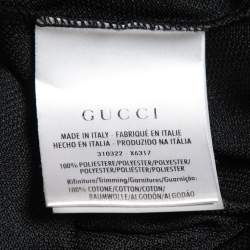 GUCCI
MADE IN ITALY - FABRIQUÉ EN ITALIE
HECHO EN ITALIA - PRODUZIDO NA ITÁLIA
310322 - X6317
100% POLIESTERE/POLYESTER/POLYESTER/
POLYESTER/POLIÉSTER/POLYESTER
Rifinitura/Trimming/Garnitures/Guarnição:
100% COTONE/COTTON/COTON/
BAUMWOLLE/ALGODÓN/ALGODÃO